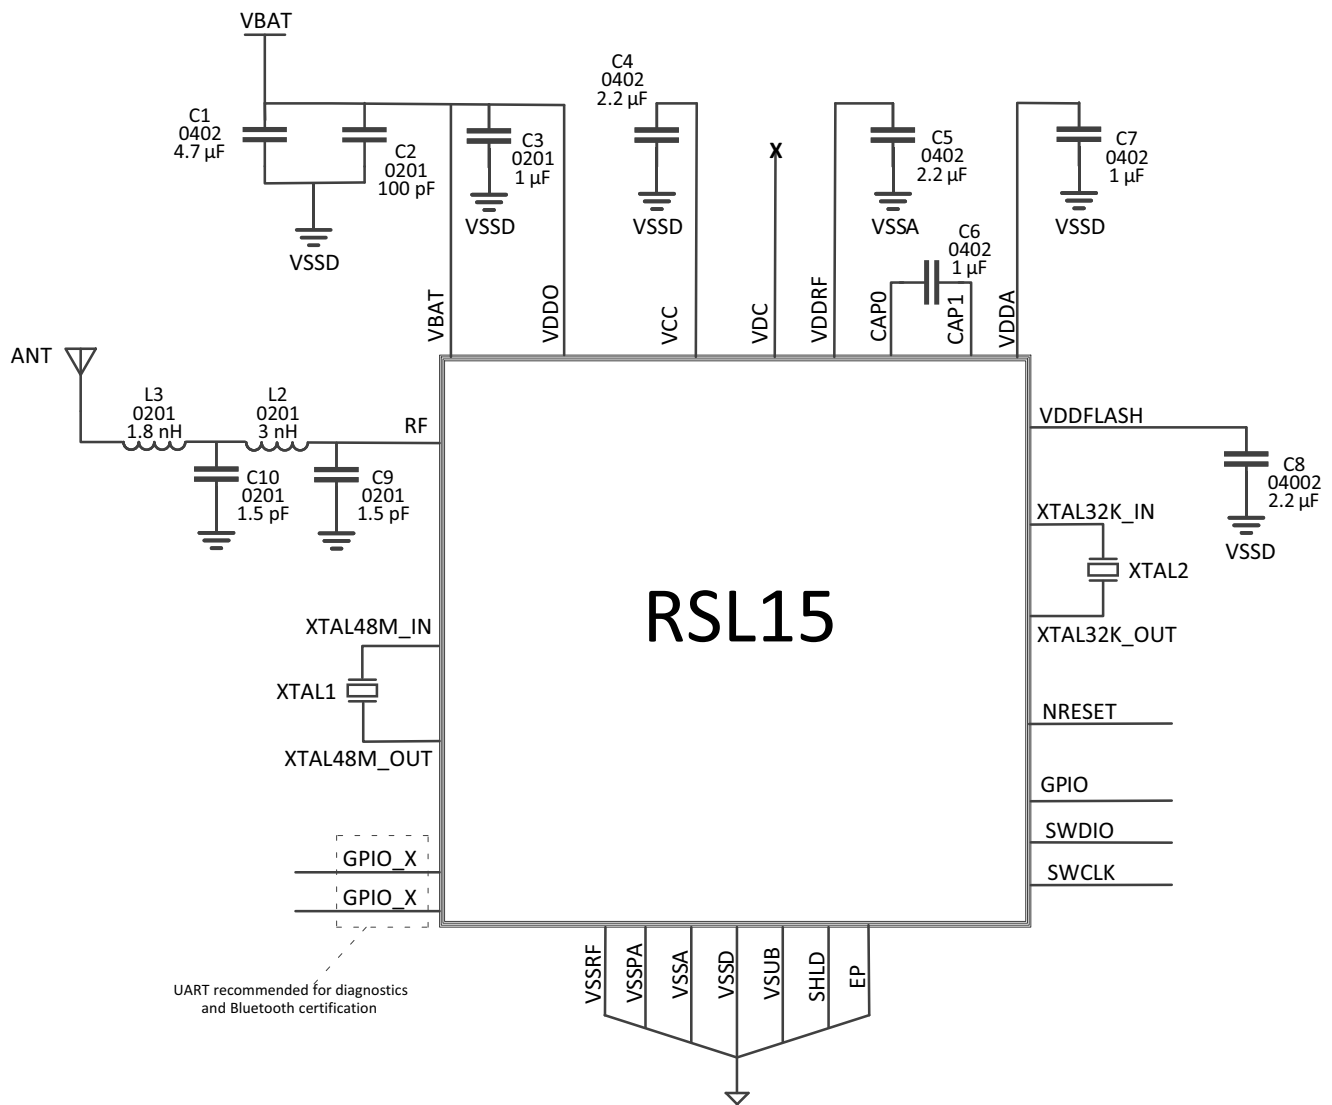 VBAT
C1
0402
4.7 µF
C2
0201
100 pF
VSSD
C3
0201
1 µF
VSSD
C4
0402
2.2 µF
VSSD
X
C5
0402
2.2 µF
VSSA
C6
0402
1 µF
C7
0402
1 µF
VSSD
VBAT
VDDO
VCC
VDC
VDDRF
CAP0
CAP1
VDDA
ANT
L3
0201
1.8 nH
L2
0201
3 nH
RF
C10
0201
1.5 pF
C9
0201
1.5 pF
VDDFLASH
C8
04002
2.2 µF
VSSD
XTAL32K_IN
XTAL2
XTAL32K_OUT
RSL15
XTAL48M_IN
XTAL1
XTAL48M_OUT
NRESET
GPIO
SWDIO
SWCLK
GPIO_X
GPIO_X
UART recommended for diagnostics
and Bluetooth certification
VSSRF
VSSPA
VSSA
VSSD
VSUB
SHLD
EP